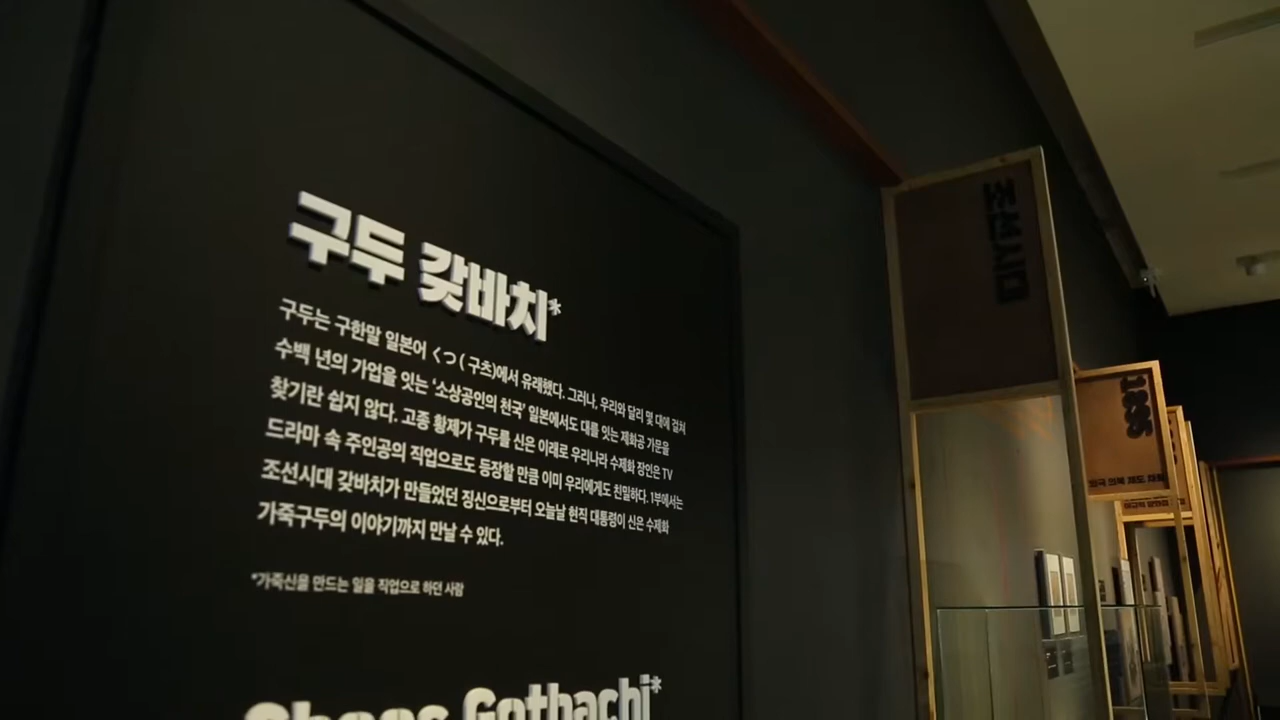 구두 갖바치*
구두는 구한말 일본어 くつ ( 구츠)에서 유래했다. 그러나, 우리와 달리 몇 대에 걸쳐
수백 년의 가업을 잇는 '소상공인의 천국' 일본에서도 대를 잇는 제화공 가문을
찾기란 쉽지 않다. 고종 황제가 구두를 신은 이래로 우리나라 수제화 장인은 TV
드라마 속 주인공의 직업으로도 등장할 만큼 이미 우리에게도 친밀하다. 1부에서는
조선시대 갖바치가 만들었던 징신으로부터 오늘날 현직 대통령이 신은 수제화
가죽구두의 이야기까지 만날 수 있다.
*가죽신을 만드는 일을 직업으로 하던 사람
Shoes Gotbachi*
조선시대
1895